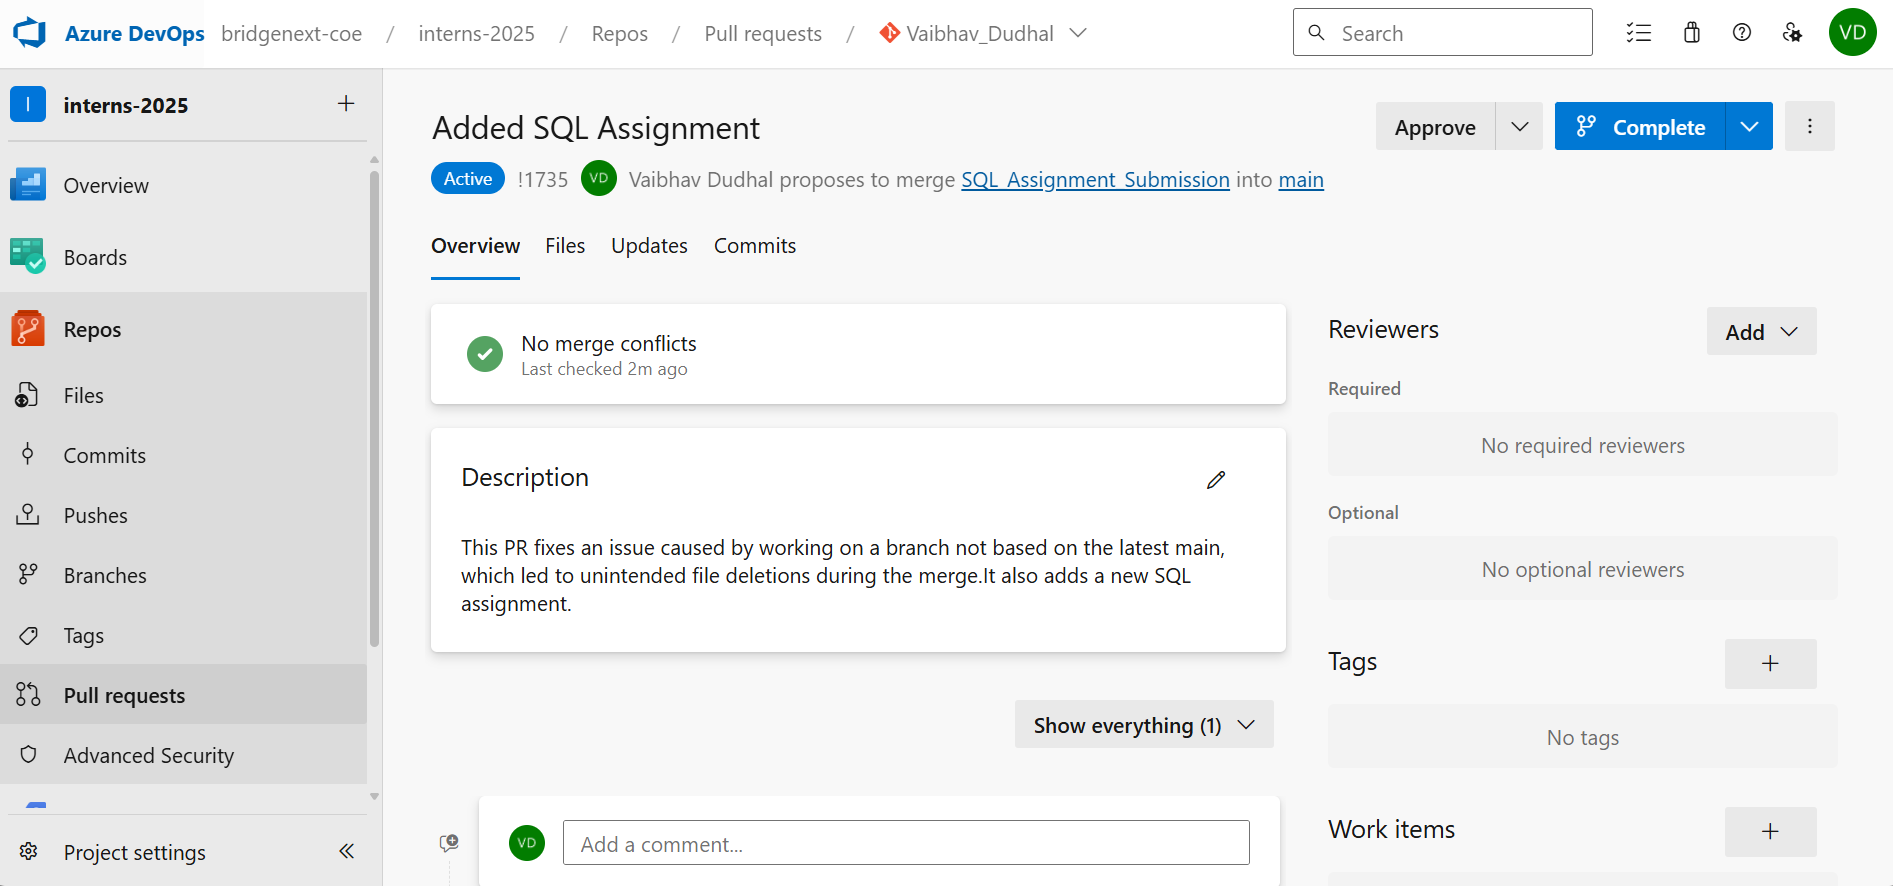 Azure DevOps bridgenext-coe / interns-2025 / Repos / Pull requests / Vaibhav_Dudhal Search VD
I interns-2025
Overview
Boards
Repos
Files
Commits
Pushes
Branches
Tags
Pull requests
Advanced Security
Project settings
Added SQL Assignment
Approve
Complete
Active !1735 VD Vaibhav Dudhal proposes to merge SQL_Assignment_Submission into main
Overview Files Updates Commits
No merge conflicts
Last checked 2m ago
Description
This PR fixes an issue caused by working on a branch not based on the latest main,
which led to unintended file deletions during the merge.It also adds a new SQL
assignment.
Show everything (1)
VD Add a comment...
Reviewers
Add
Required
No required reviewers
Optional
No optional reviewers
Tags
No tags
Work items